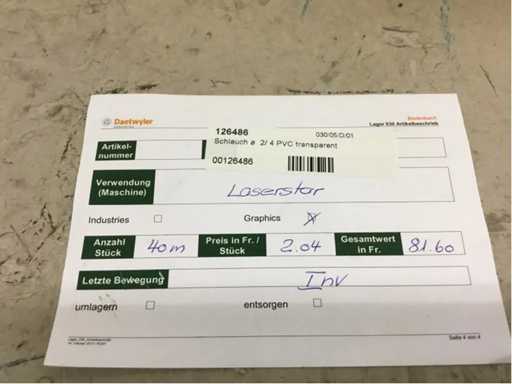 Daetwyler
Lager 030 Artikelbeschrieb
126486 030/05/D/01
Schlauch ø 2/ 4 PVC transparent
00126486
Artikel-
nummer
Verwendung
(Maschine)
Laserstar
Industries ☐ Graphics ☒
Anzahl
Stück
40m
Preis in Fr. /
Stück
2.04
Gesamtwert
in Fr.
81.60
Letzte Bewegung Inv
umlagern ☐ entsorgen ☐
Seite 4 von 4